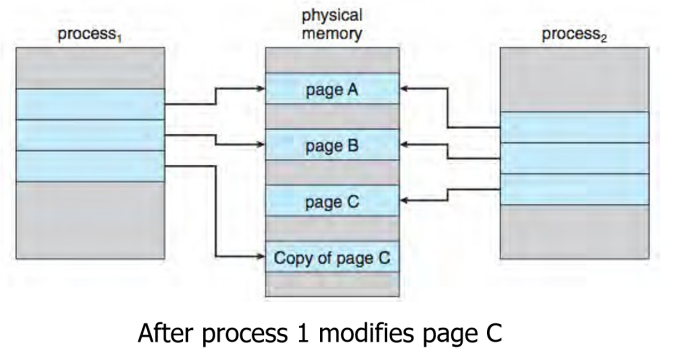 physical
memory
process₁
process₂
page A
page B
page C
Copy of page C
After process 1 modifies page C